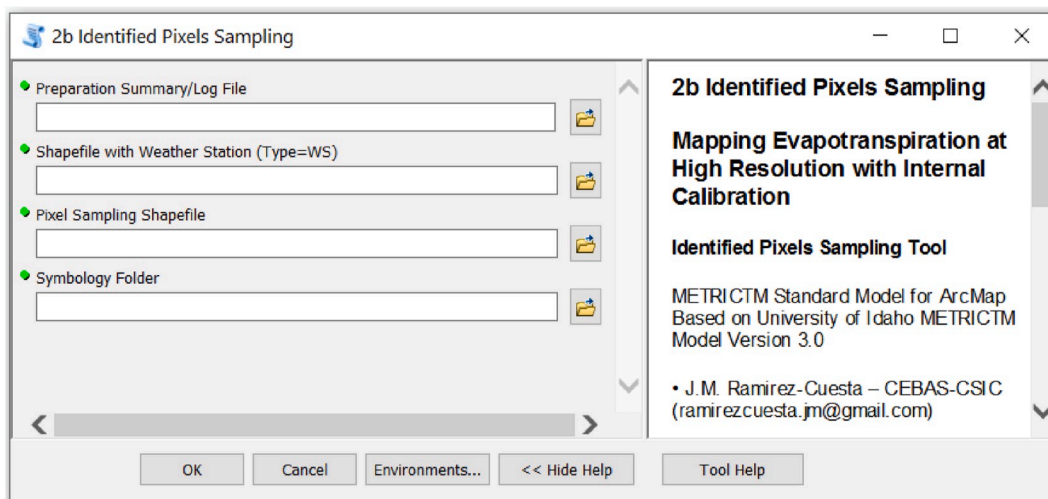 2b Identified Pixels Sampling
Preparation Summary/Log File
Shapefile with Weather Station (Type=WS)
Pixel Sampling Shapefile
Symbology Folder
2b Identified Pixels Sampling
Mapping Evapotranspiration at
High Resolution with Internal
Calibration
Identified Pixels Sampling Tool
METRICTM Standard Model for ArcMap
Based on University of Idaho METRICTM
Model Version 3.0
• J.M. Ramirez-Cuesta – CEBAS-CSIC
(ramirezcuesta.jm@gmail.com)
OK
Cancel
Environments...
<< Hide Help
Tool Help